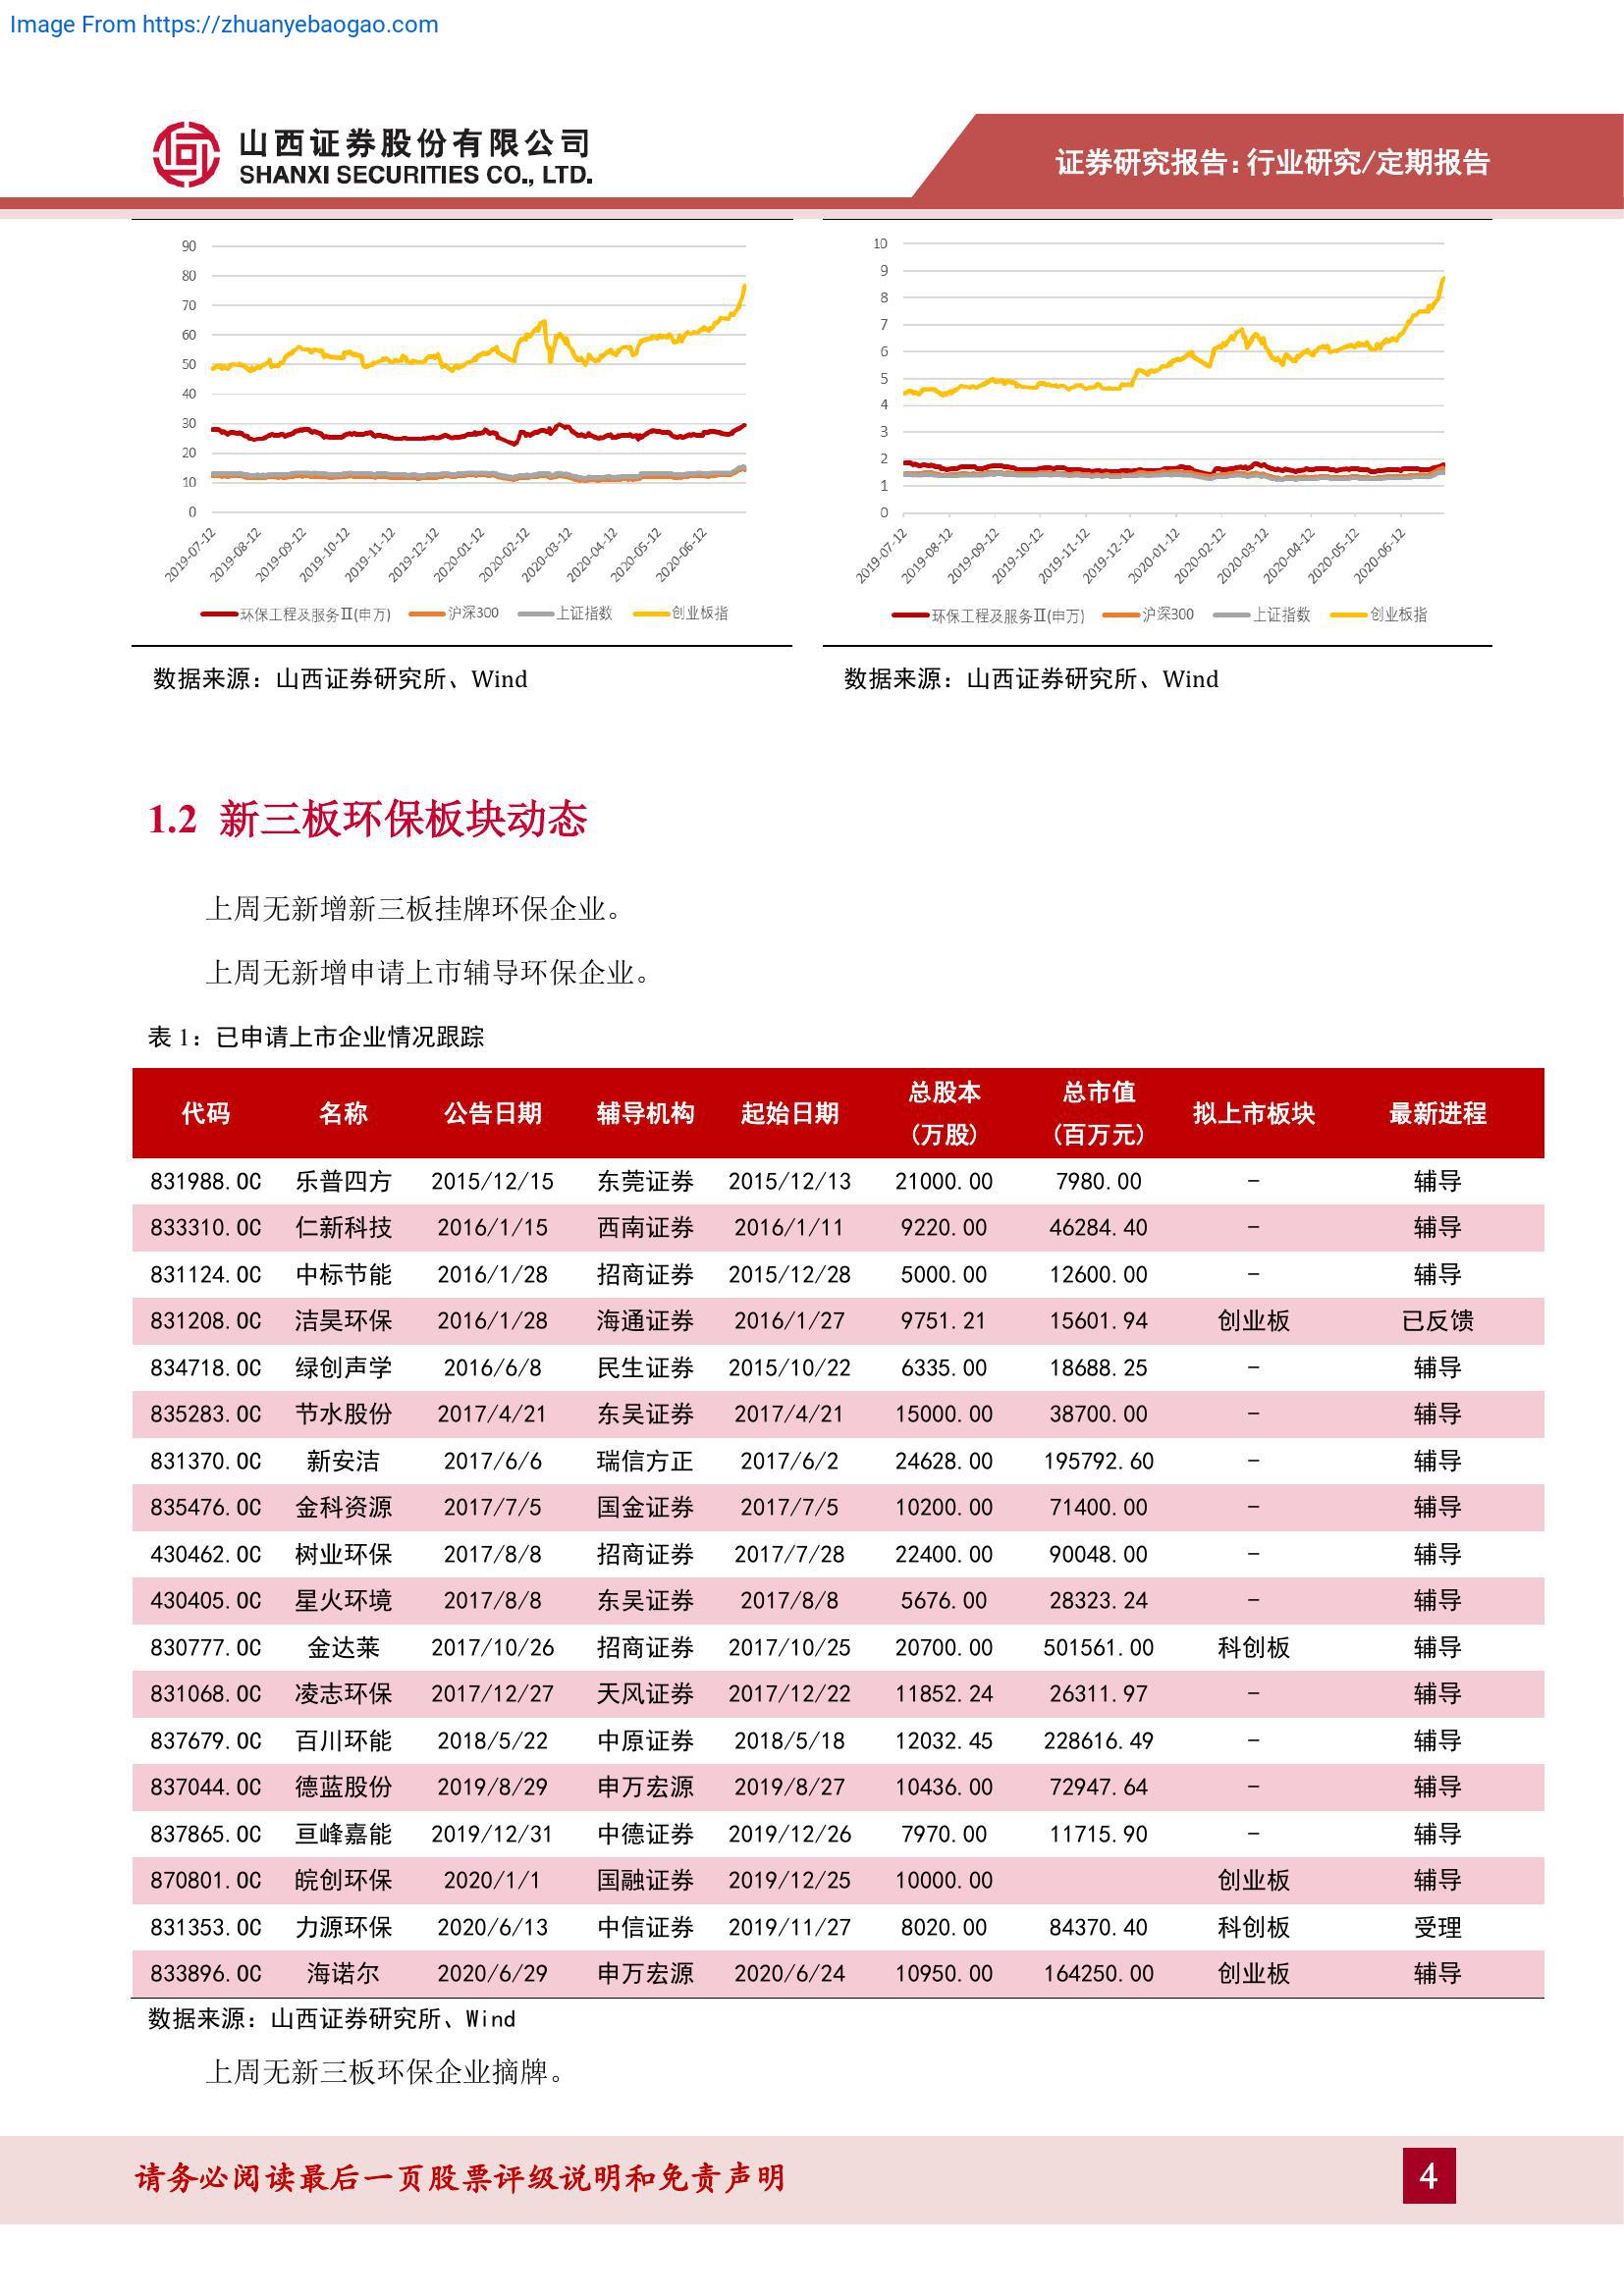 Image From https://zhuanyebaogao.com
山西证券股份有限公司
SHANXI SECURITIES CO., LTD.
证券研究报告：行业研究/定期报告
90
80
70
60
50
40
30
20
10
0
2019-07-12 2019-08-12 2019-09-12 2019-10-12 2019-11-12 2019-12-12 2020-01-12 2020-02-12 2020-03-12 2020-04-12 2020-05-12 2020-06-12
环保工程及服务Ⅱ(申万) 沪深300 上证指数 创业板指
10
9
8
7
6
5
4
3
2
1
0
2019-07-12 2019-08-12 2019-09-12 2019-10-12 2019-11-12 2019-12-12 2020-01-12 2020-02-12 2020-03-12 2020-04-12 2020-05-12 2020-06-12
环保工程及服务Ⅱ(申万) 沪深300 上证指数 创业板指
数据来源：山西证券研究所、Wind
数据来源：山西证券研究所、Wind
1.2 新三板环保板块动态
上周无新增新三板挂牌环保企业。
上周无新增申请上市辅导环保企业。
表 1：已申请上市企业情况跟踪
代码 名称 公告日期 辅导机构 起始日期 总股本(万股) 总市值(百万元) 拟上市板块 最新进程
831988.OC 乐普四方 2015/12/15 东莞证券 2015/12/13 21000.00 7980.00 - 辅导
833310.OC 仁新科技 2016/1/15 西南证券 2016/1/11 9220.00 46284.40 - 辅导
831124.OC 中标节能 2016/1/28 招商证券 2015/12/28 5000.00 12600.00 - 辅导
831208.OC 洁昊环保 2016/1/28 海通证券 2016/1/27 9751.21 15601.94 创业板 已反馈
834718.OC 绿创声学 2016/6/8 民生证券 2015/10/22 6335.00 18688.25 - 辅导
835283.OC 节水股份 2017/4/21 东吴证券 2017/4/21 15000.00 38700.00 - 辅导
831370.OC 新安洁 2017/6/6 瑞信方正 2017/6/2 24628.00 195792.60 - 辅导
835476.OC 金科资源 2017/7/5 国金证券 2017/7/5 10200.00 71400.00 - 辅导
430462.OC 树业环保 2017/8/8 招商证券 2017/7/28 22400.00 90048.00 - 辅导
430405.OC 星火环境 2017/8/8 东吴证券 2017/8/8 5676.00 28323.24 - 辅导
830777.OC 金达莱 2017/10/26 招商证券 2017/10/25 20700.00 501561.00 科创板 辅导
831068.OC 凌志环保 2017/12/27 天风证券 2017/12/22 11852.24 26311.97 - 辅导
837679.OC 百川环能 2018/5/22 中原证券 2018/5/18 12032.45 228616.49 - 辅导
837044.OC 德蓝股份 2019/8/29 申万宏源 2019/8/27 10436.00 72947.64 - 辅导
837865.OC 亘峰嘉能 2019/12/31 中德证券 2019/12/26 7970.00 11715.90 - 辅导
870801.OC 皖创环保 2020/1/1 国融证券 2019/12/25 10000.00 创业板 辅导
831353.OC 力源环保 2020/6/13 中信证券 2019/11/27 8020.00 84370.40 科创板 受理
833896.OC 海诺尔 2020/6/29 申万宏源 2020/6/24 10950.00 164250.00 创业板 辅导
数据来源：山西证券研究所、Wind
上周无新三板环保企业摘牌。
请务必阅读最后一页股票评级说明和免责声明
4